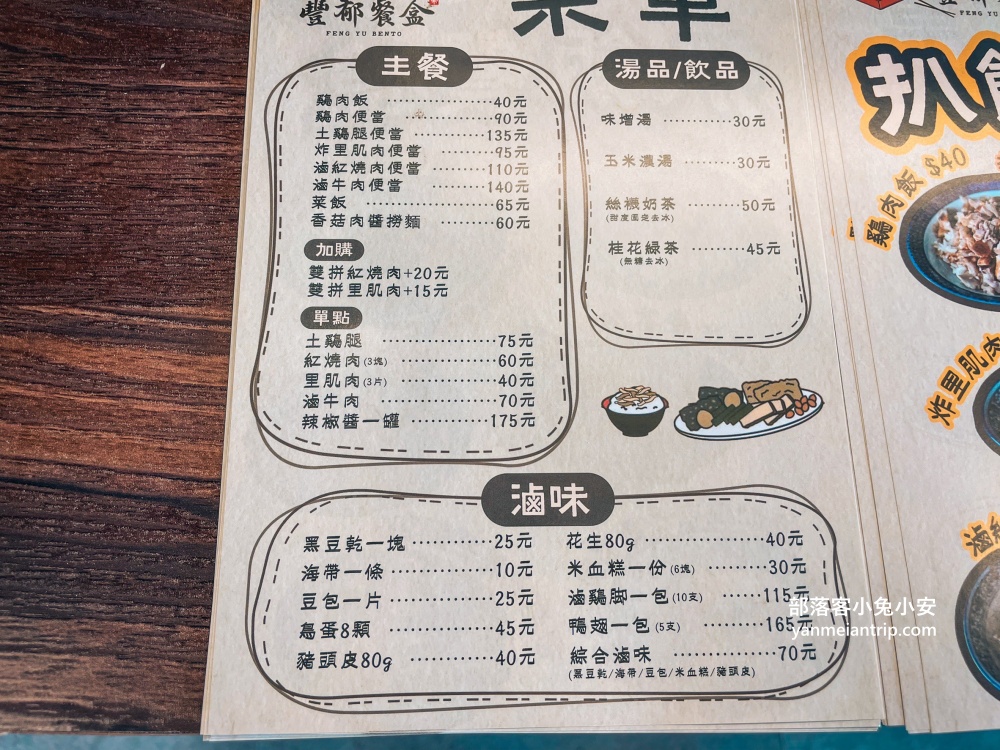 豐都餐盒
FENG YU BENTO
菜單
主餐
鷄肉飯 40元
鷄肉便當 90元
土鷄腿便當 135元
炸里肌肉便當 95元
滷紅燒肉便當 110元
滷牛肉便當 140元
菜飯 65元
香菇肉醬撈麵 60元
加購
雙拼紅燒肉+20元
雙拼里肌肉+15元
單點
土鷄腿 75元
紅燒肉(3塊) 60元
里肌肉(3片) 40元
滷牛肉 70元
辣椒醬一罐 175元
湯品/飲品
味增湯 30元
玉米濃湯 30元
絲襪奶茶 50元
(甜度固定去冰)
桂花綠茶 45元
(無糖去冰)
滷味
黑豆乾一塊 25元
海帶一條 10元
豆包一片 25元
鳥蛋8顆 45元
豬頭皮80g 40元
花生80g 40元
米血糕一份(6塊) 30元
滷鷄腳一包(10支) 115元
鴨翅一包(5支) 165元
綜合滷味 70元
(黑豆乾/海帶/豆包/米血糕/豬頭皮)
FENG YU
扒飯
鷄肉飯 $40
炸里肌肉
滷紅
部落客小兔小安
yanmeiantrip.com